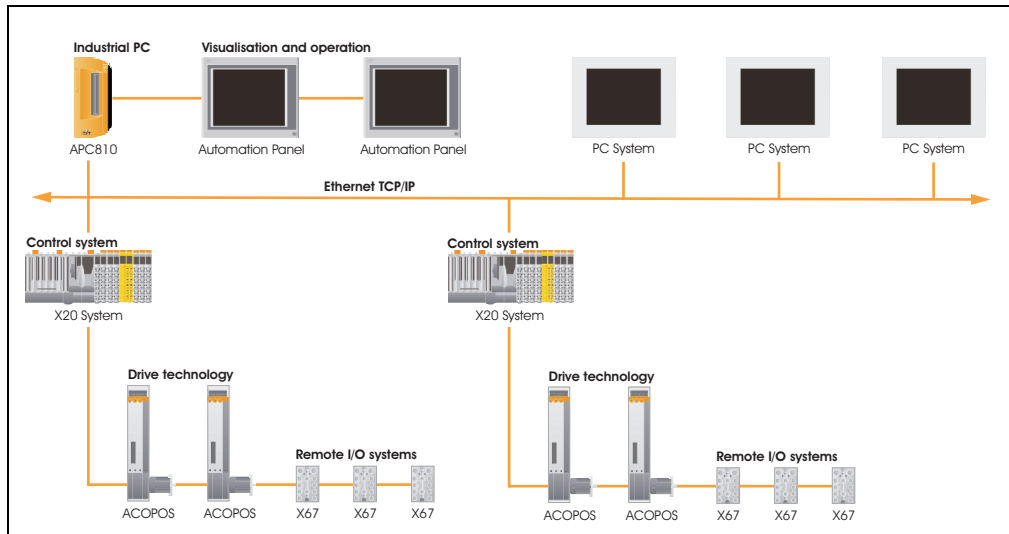 Industrial PC
Visualisation and operation
APC810
Automation Panel
Automation Panel
PC System
PC System
PC System
Ethernet TCP/IP
Control system
Control system
X20 System
X20 System
Drive technology
Drive technology
Remote I/O systems
Remote I/O systems
ACOPOS
ACOPOS
X67
X67
X67
ACOPOS
ACOPOS
X67
X67
X67